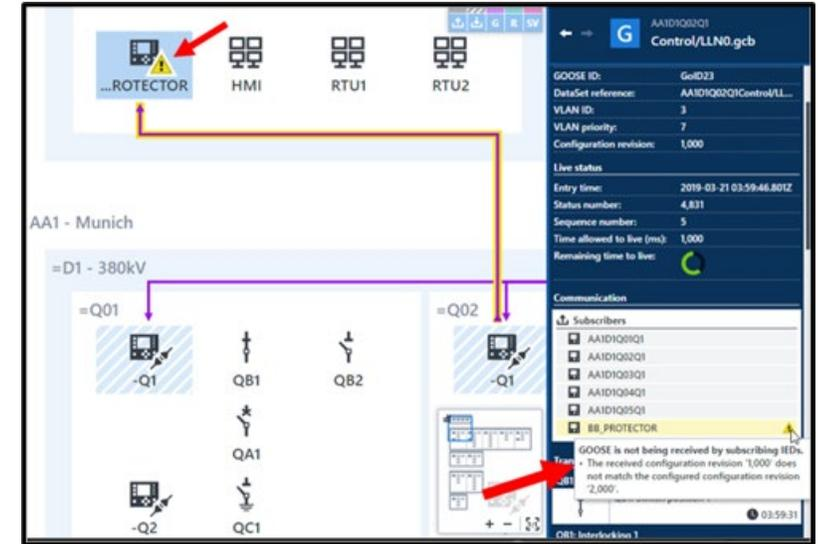 G R SV
...ROTECTOR
HMI
RTU1
RTU2
AA1 - Munich
=D1 - 380kV
=Q01
-Q1
QB1
QB2
QA1
-Q2
QC1
=Q02
-Q1
+ -
G
AA1D1Q02Q1
Control/LLN0.gcb
GOOSE ID: GoID23
DataSet reference: AA1D1Q02Q1Control/LL...
VLAN ID: 3
VLAN priority: 7
Configuration revision: 1,000
Live status
Entry time: 2019-03-21 03:59:46.801Z
Status number: 4,831
Sequence number: 5
Time allowed to live (ms): 1,000
Remaining time to live:
Communication
Subscribers
AA1D1Q01Q1
AA1D1Q02Q1
AA1D1Q03Q1
AA1D1Q04Q1
AA1D1Q05Q1
BB_PROTECTOR
GOOSE is not being received by subscribing IEDs.
• The received configuration revision '1,000' does
not match the configured configuration revision
'2,000'.
03:59:31
QB1: Interlocking 1